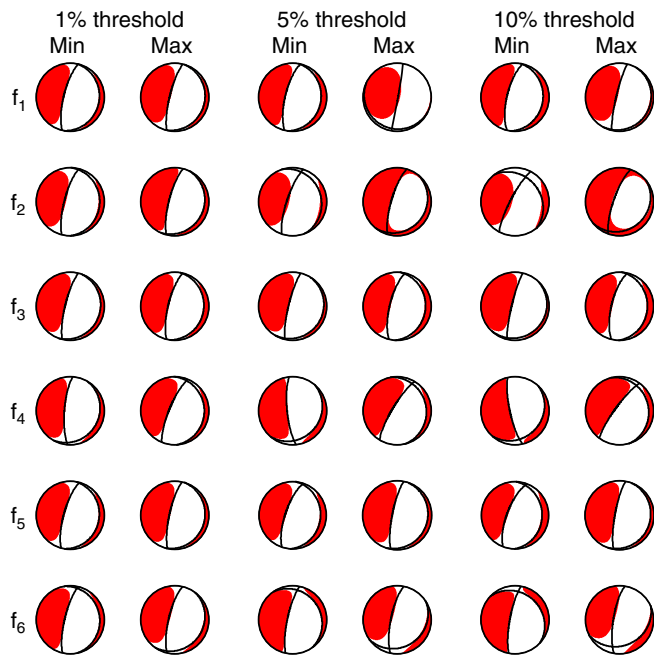 1% threshold 5% threshold 10% threshold
Min Max Min Max Min Max
f1
f2
f3
f4
f5
f6